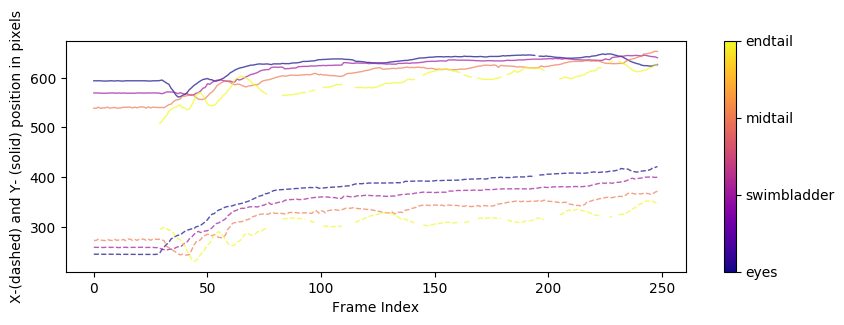 X-(dashed) and Y- (solid) position in pixels
600
500
400
300
0
50
100
150
200
250
Frame Index
endtail
midtail
swimbladder
eyes